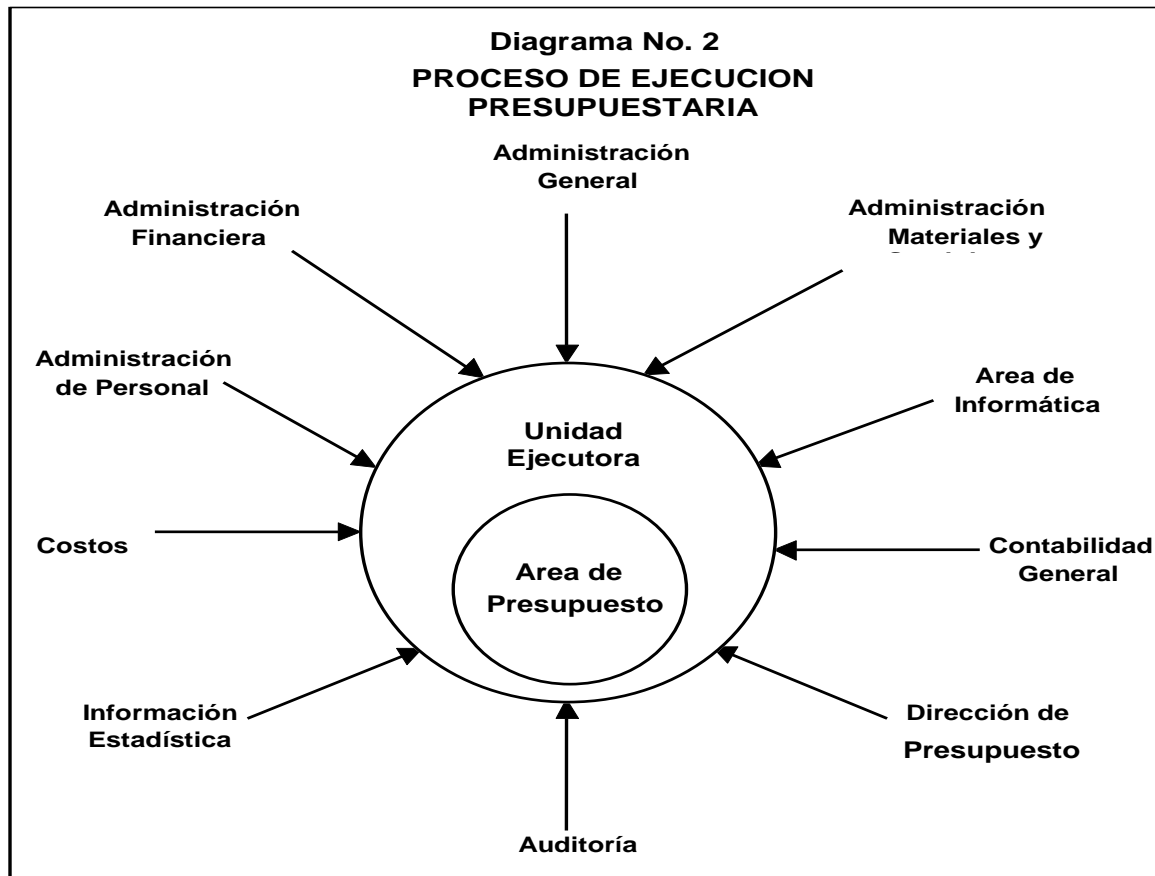 Diagrama No. 2
PROCESO DE EJECUCION
PRESUPUESTARIA
Administración
General
Administración
Financiera
Administración
Materiales y
Administración
de Personal
Area de
Informática
Unidad
Ejecutora
Costos
Contabilidad
General
Area de
Presupuesto
Información
Estadística
Dirección de
Presupuesto
Auditoría